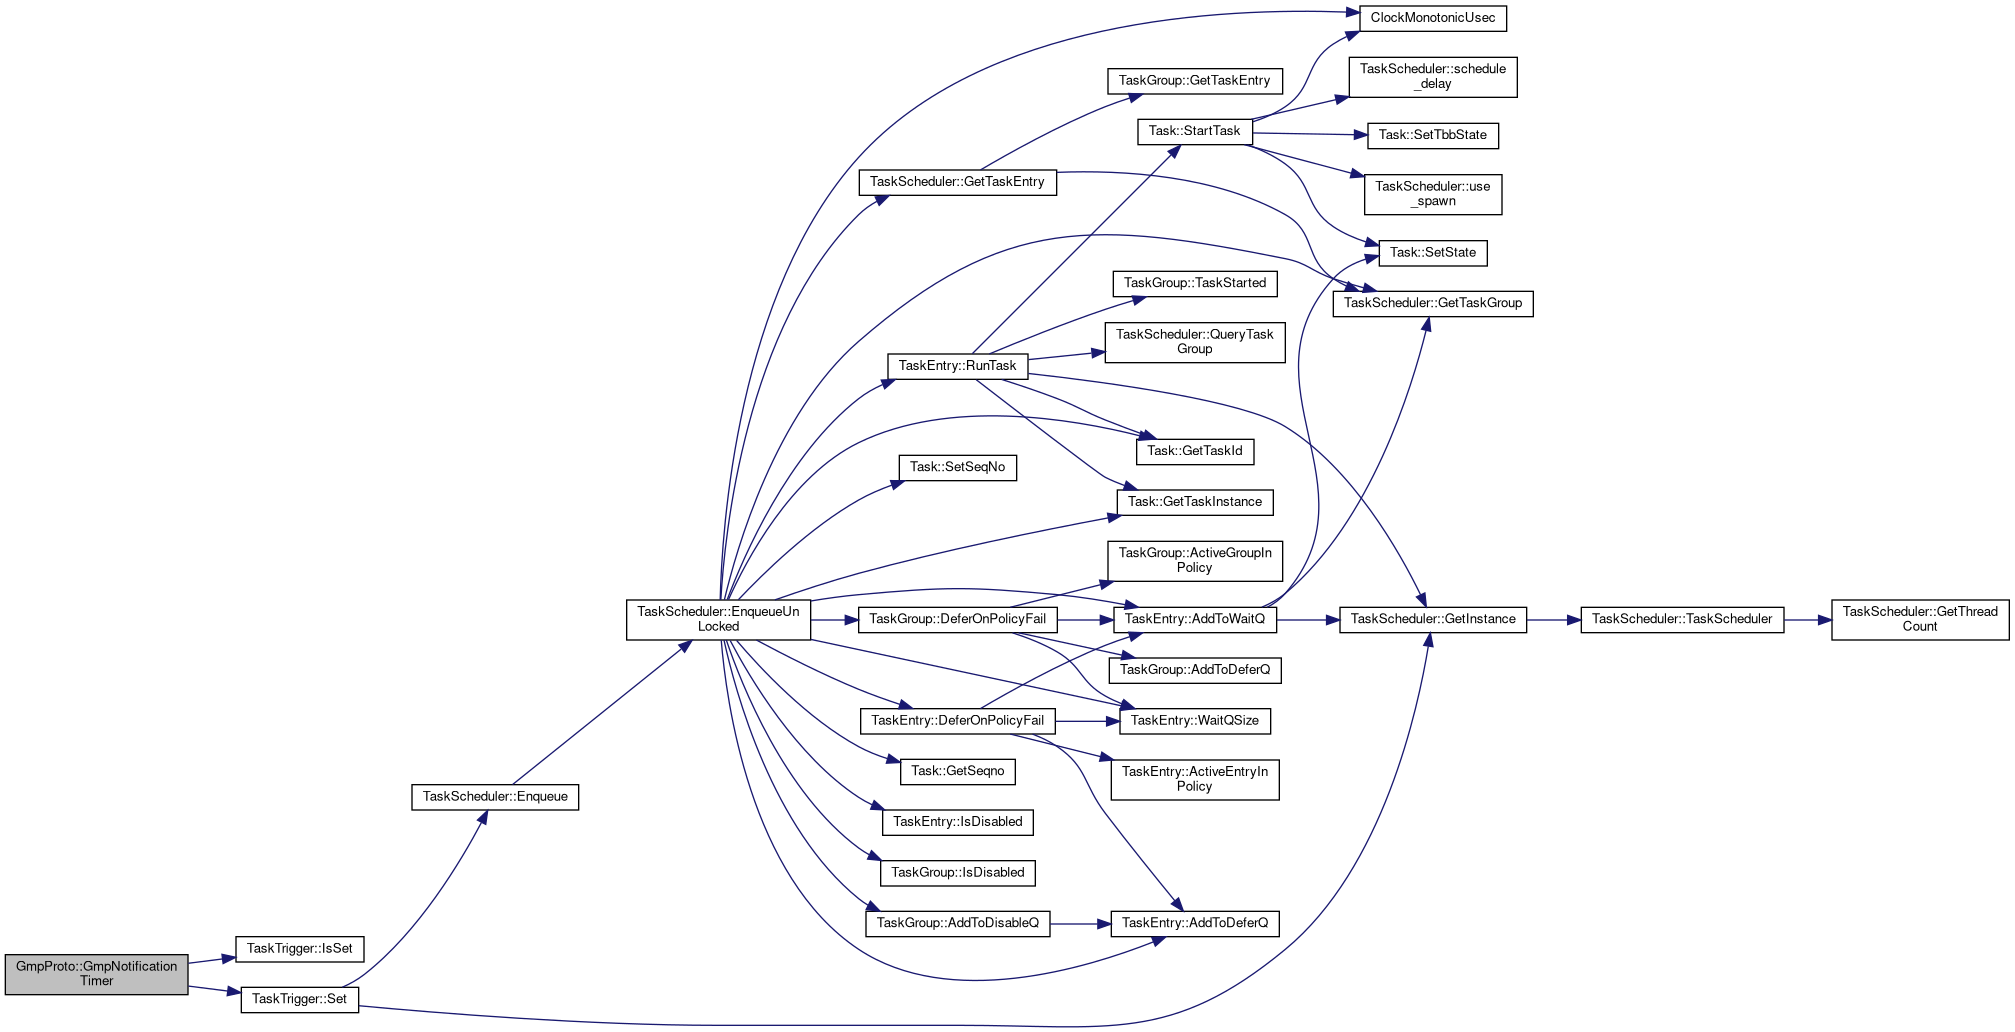 ClockMonotonicUsec
TaskScheduler::schedule
_delay
TaskGroup::GetTaskEntry
Task::StartTask
Task::SetTbbState
TaskScheduler::GetTaskEntry
TaskScheduler::use
_spawn
Task::SetState
TaskGroup::TaskStarted
TaskScheduler::GetTaskGroup
TaskScheduler::QueryTask
Group
TaskEntry::RunTask
Task::GetTaskId
Task::SetSeqNo
Task::GetTaskInstance
TaskGroup::ActiveGroupIn
Policy
TaskScheduler::EnqueueUn
Locked
TaskGroup::DeferOnPolicyFail
TaskEntry::AddToWaitQ
TaskScheduler::GetInstance
TaskScheduler::TaskScheduler
TaskScheduler::GetThread
Count
TaskGroup::AddToDeferQ
TaskEntry::DeferOnPolicyFail
TaskEntry::WaitQSize
Task::GetSeqno
TaskEntry::ActiveEntryIn
Policy
TaskScheduler::Enqueue
TaskEntry::IsDisabled
TaskGroup::IsDisabled
TaskGroup::AddToDisableQ
TaskEntry::AddToDeferQ
TaskTrigger::IsSet
GmpProto::GmpNotification
Timer
TaskTrigger::Set